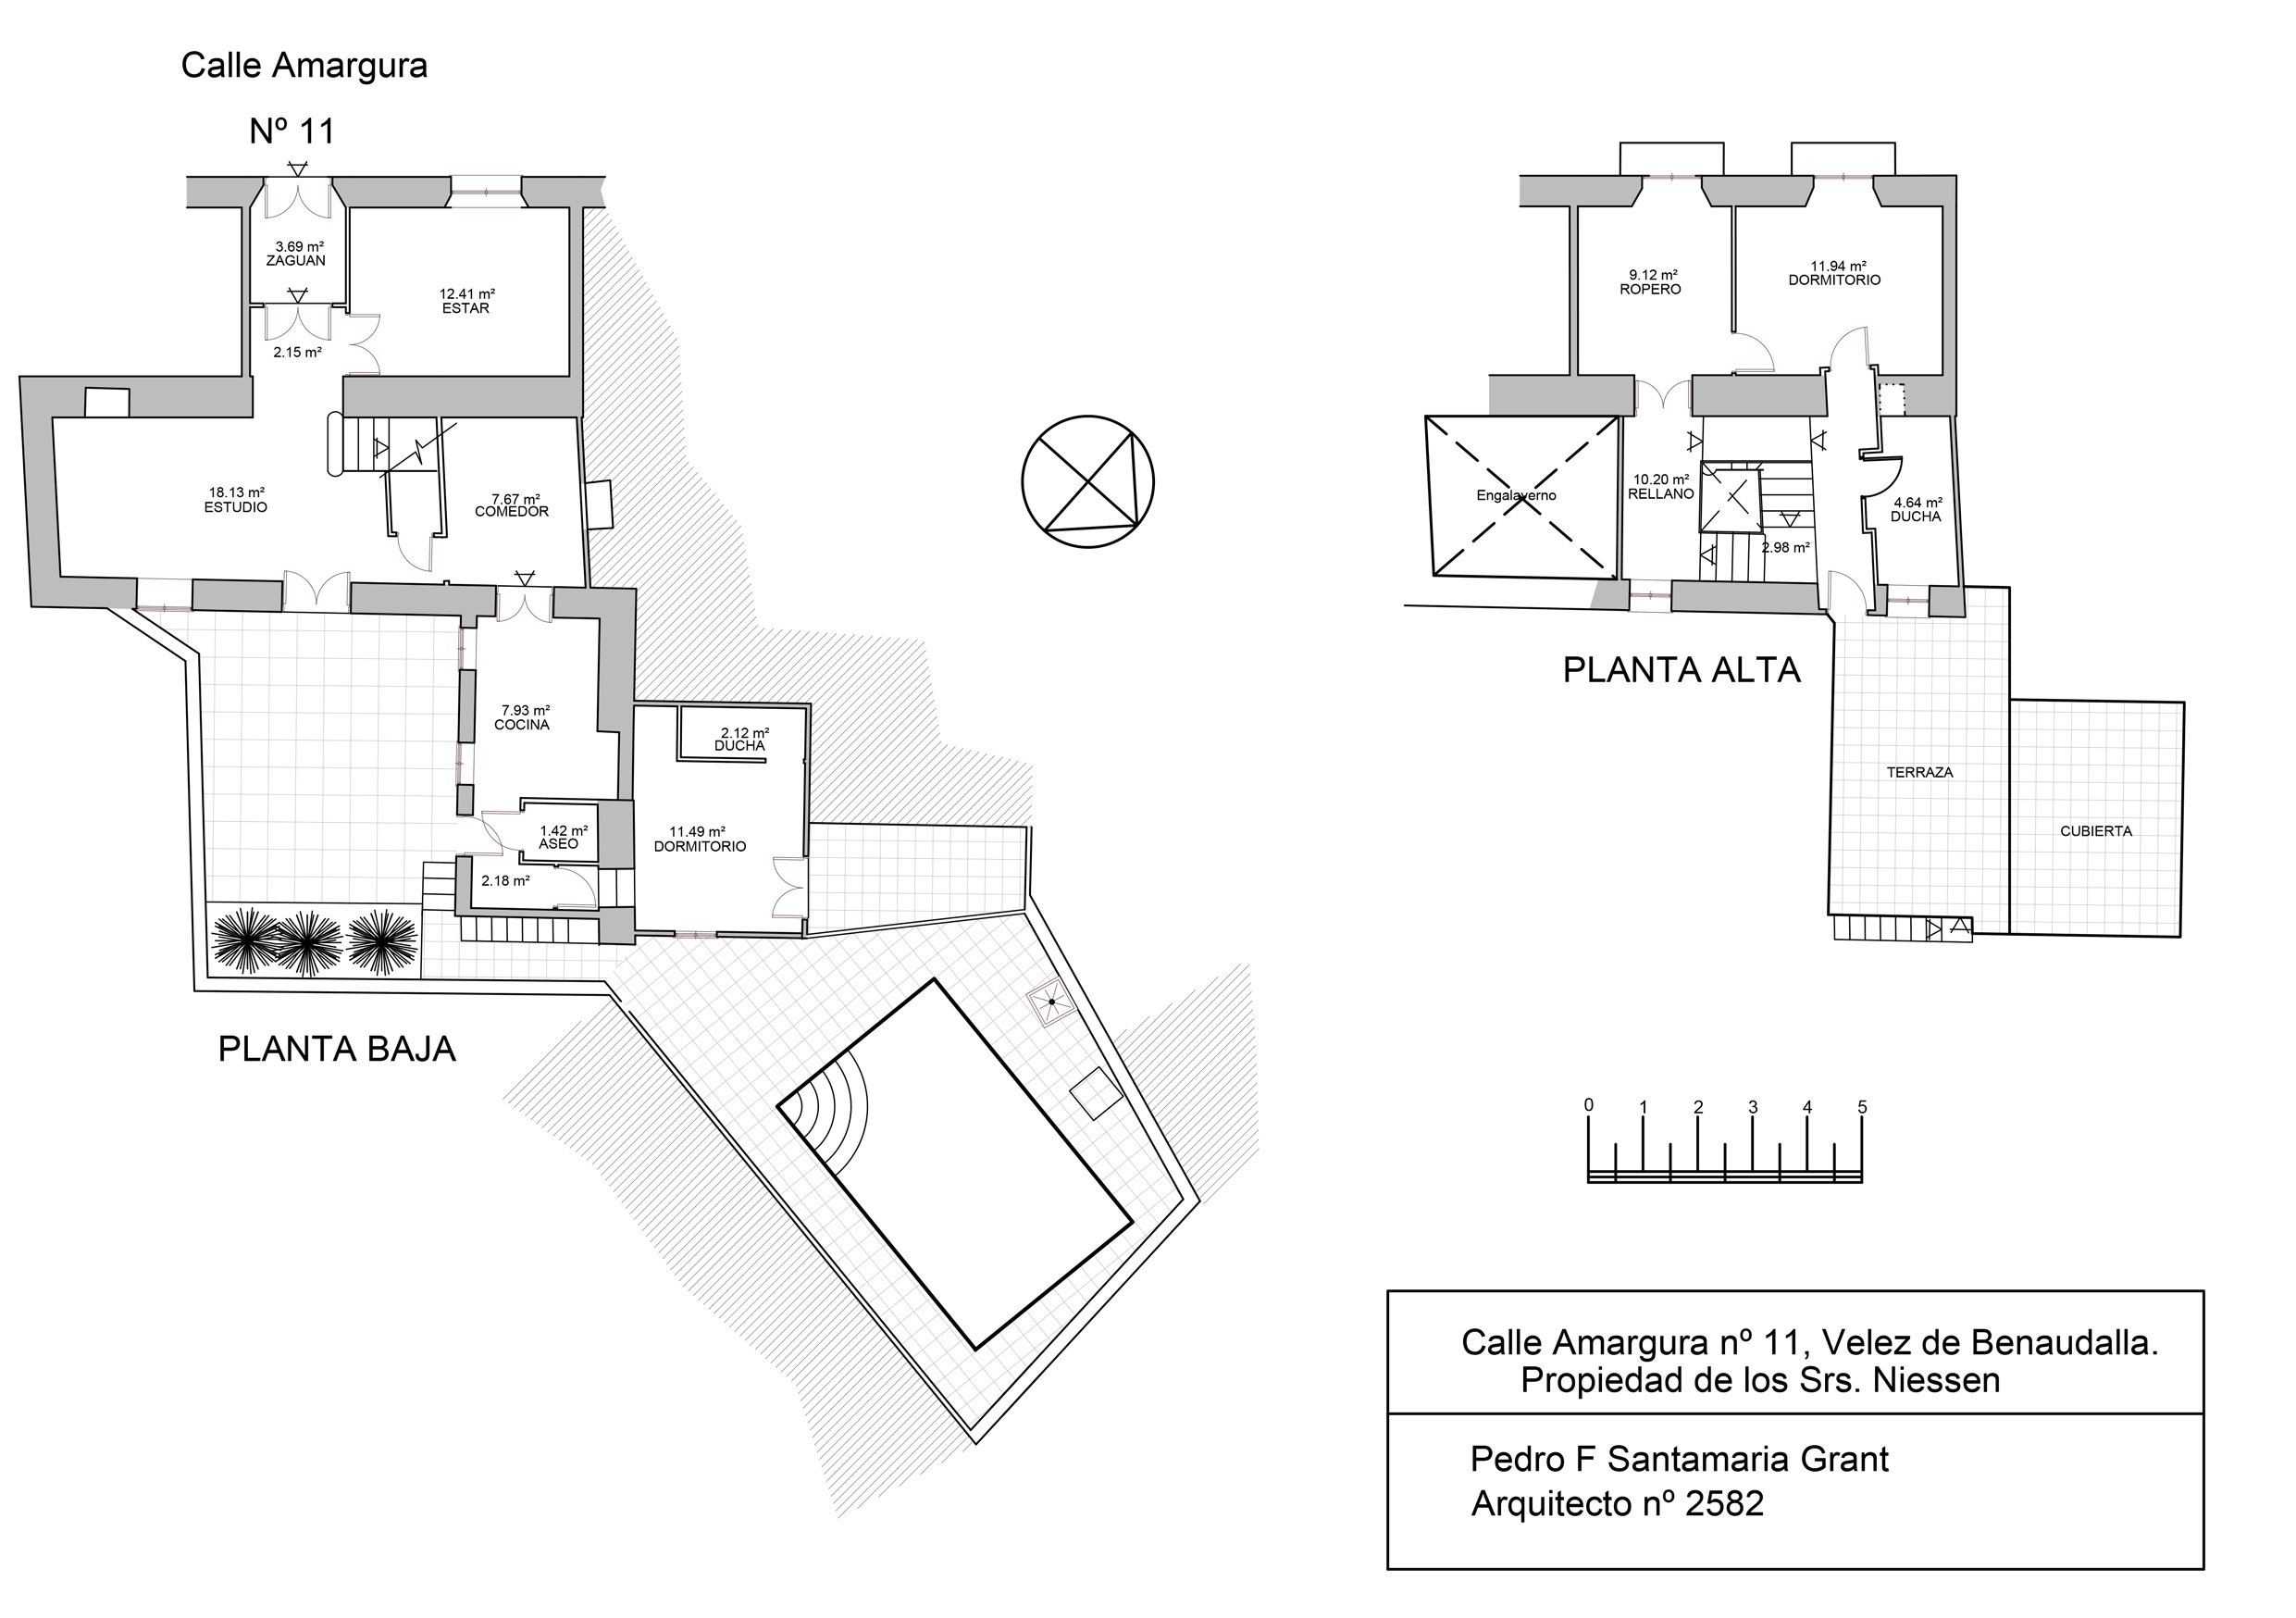 Calle Amargura
Nº 11
3.69 m²
ZAGUAN
12.41 m²
ESTAR
2.15 m²
18.13 m²
ESTUDIO
7.67 m²
COMEDOR
7.93 m²
COCINA
2.12 m²
DUCHA
1.42 m²
ASEO
11.49 m²
DORMITORIO
2.18 m²
PLANTA BAJA
9.12 m²
ROPERO
11.94 m²
DORMITORIO
Engalaverno
10.20 m²
RELLANO
4.64 m²
DUCHA
2.98 m²
PLANTA ALTA
TERRAZA
CUBIERTA
0 1 2 3 4 5
Calle Amargura nº 11, Velez de Benaudalla.
Propiedad de los Srs. Niessen
Pedro F Santamaria Grant
Arquitecto nº 2582